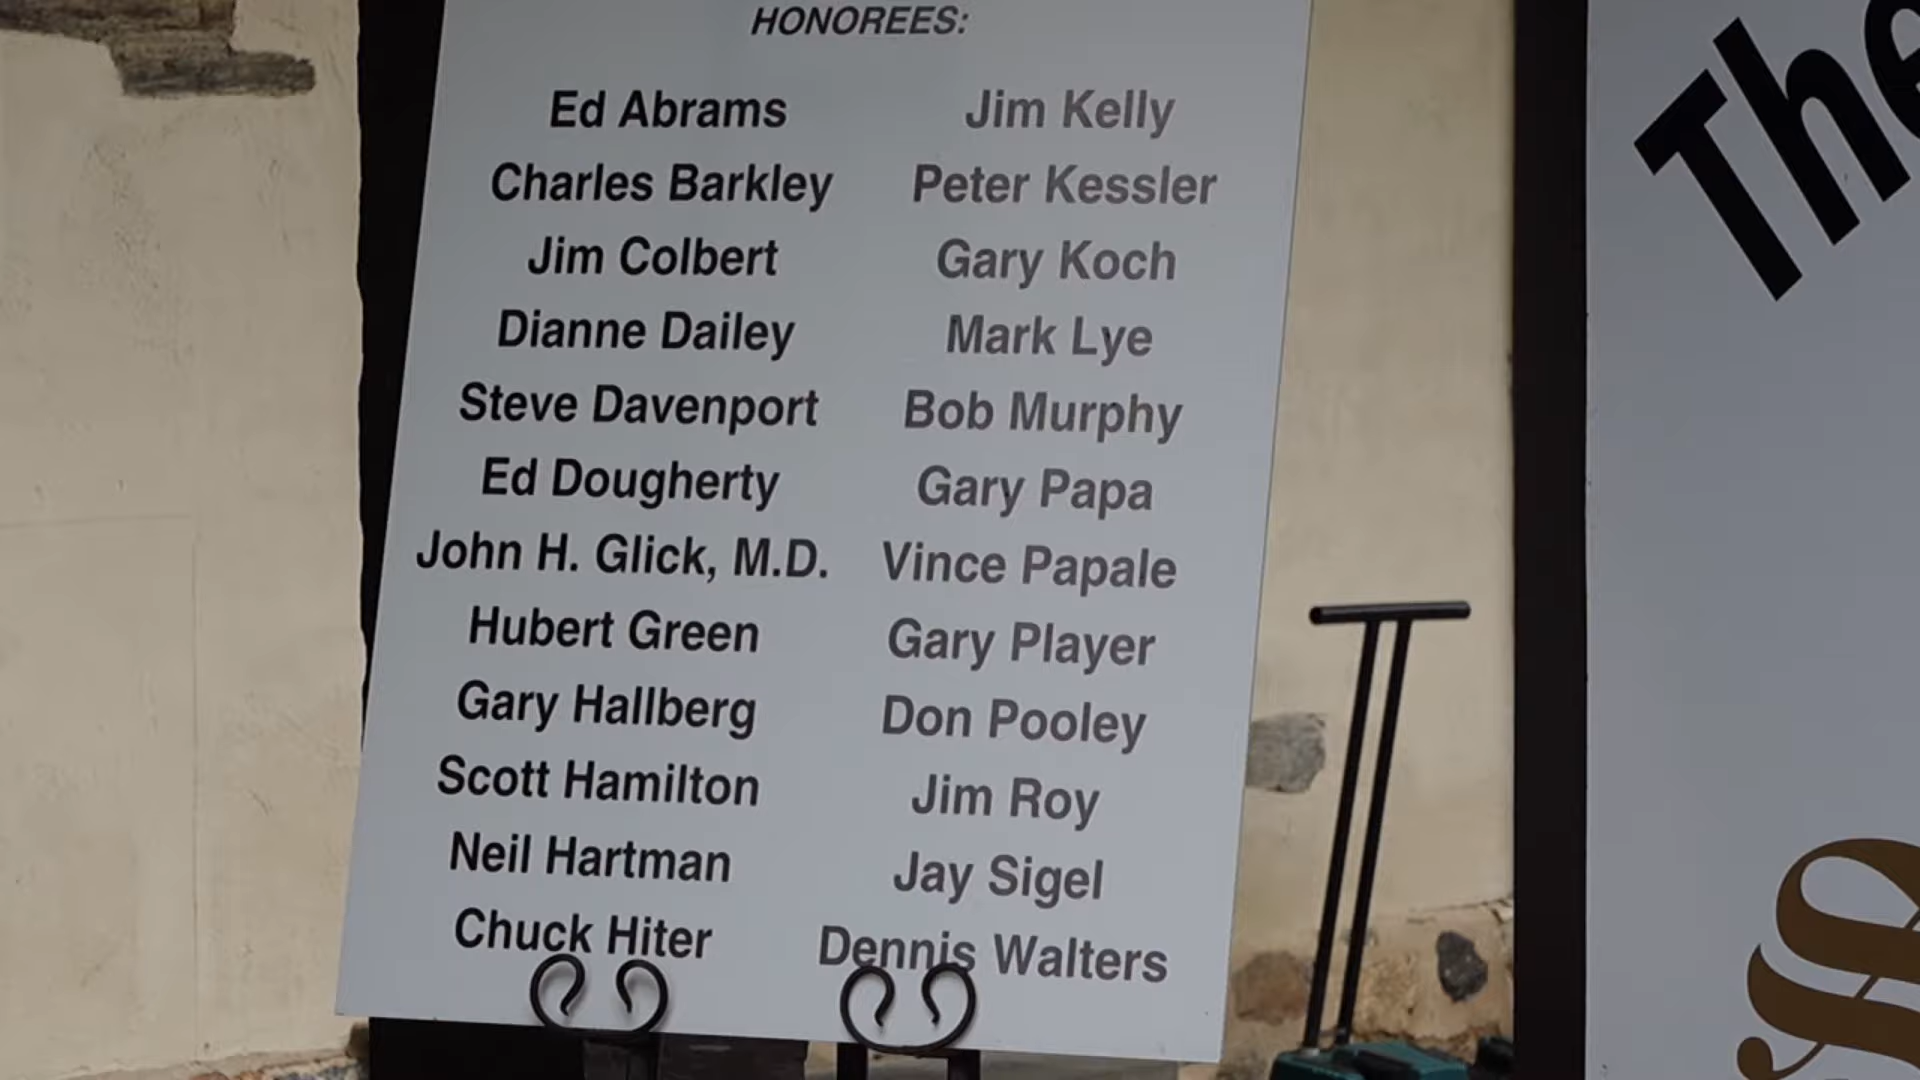 HONOREES:
Ed Abrams
Charles Barkley
Jim Colbert
Dianne Dailey
Steve Davenport
Ed Dougherty
John H. Glick, M.D.
Hubert Green
Gary Hallberg
Scott Hamilton
Neil Hartman
Chuck Hiter
Jim Kelly
Peter Kessler
Gary Koch
Mark Lye
Bob Murphy
Gary Papa
Vince Papale
Gary Player
Don Pooley
Jim Roy
Jay Sigel
Dennis Walters
The